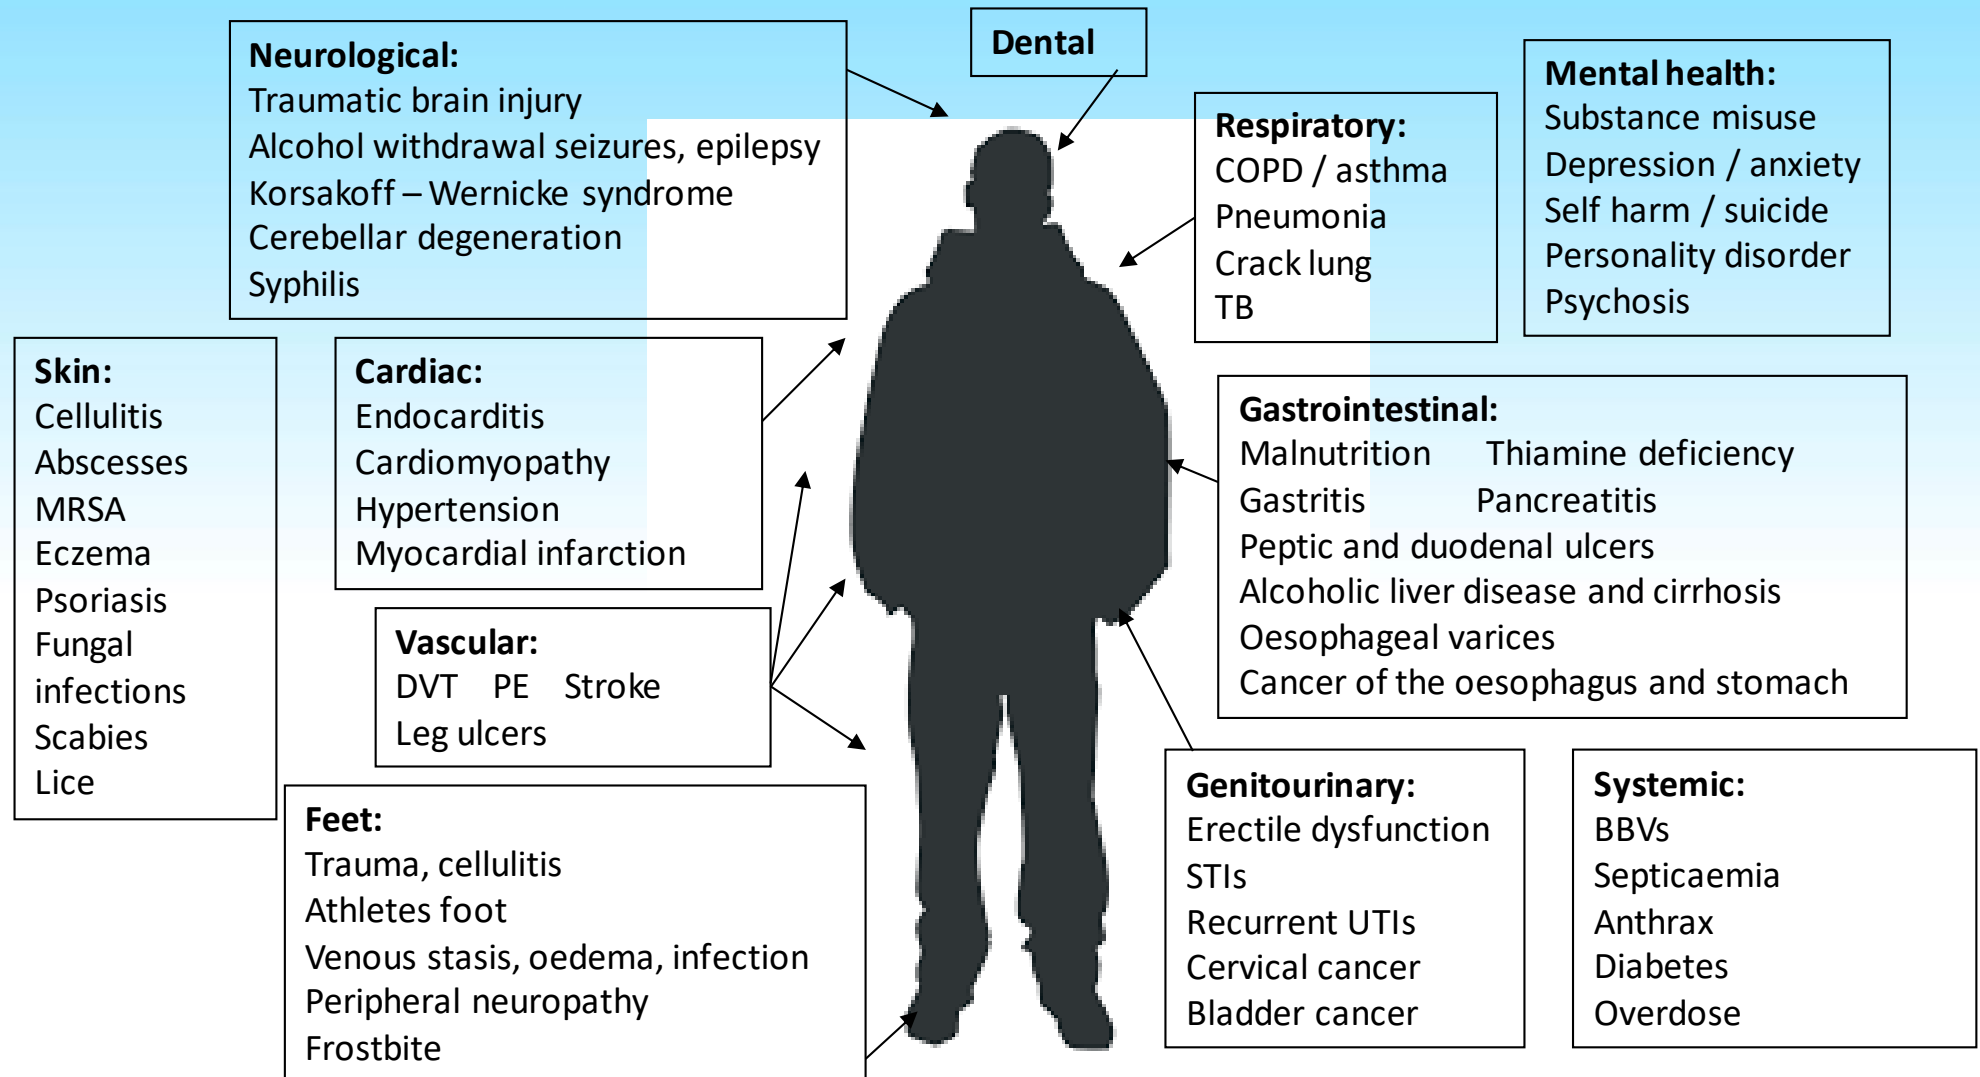 Neurological:
Traumatic brain injury
Alcohol withdrawal seizures, epilepsy
Korsakoff – Wernicke syndrome
Cerebellar degeneration
Syphilis
Dental
Respiratory:
COPD / asthma
Pneumonia
Crack lung
TB
Mental health:
Substance misuse
Depression / anxiety
Self harm / suicide
Personality disorder
Psychosis
Skin:
Cellulitis
Abscesses
MRSA
Eczema
Psoriasis
Fungal
infections
Scabies
Lice
Cardiac:
Endocarditis
Cardiomyopathy
Hypertension
Myocardial infarction
Gastrointestinal:
Malnutrition Thiamine deficiency
Gastritis Pancreatitis
Peptic and duodenal ulcers
Alcoholic liver disease and cirrhosis
Oesophageal varices
Cancer of the oesophagus and stomach
Vascular:
DVT PE Stroke
Leg ulcers
Feet:
Trauma, cellulitis
Athletes foot
Venous stasis, oedema, infection
Peripheral neuropathy
Frostbite
Genitourinary:
Erectile dysfunction
STIs
Recurrent UTIs
Cervical cancer
Bladder cancer
Systemic:
BBVs
Septicaemia
Anthrax
Diabetes
Overdose